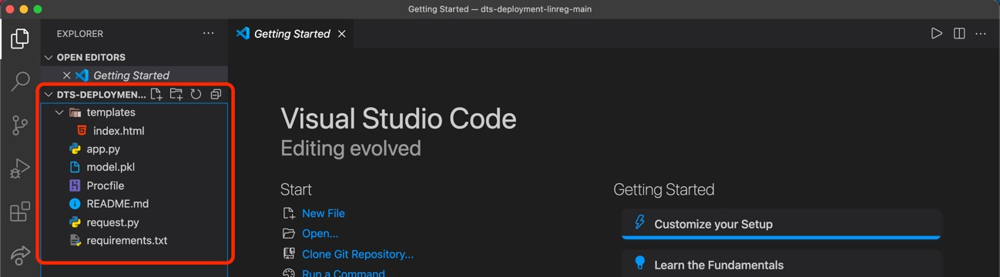 Getting Started — dts-deployment-linreg-main
EXPLORER
Getting Started
OPEN EDITORS
Getting Started
DTS-DEPLOYMEN...
templates
index.html
app.py
model.pkl
Procfile
README.md
request.py
requirements.txt
Visual Studio Code
Editing evolved
Start
New File
Open...
Clone Git Repository...
Run a Command
Getting Started
Customize your Setup
Learn the Fundamentals